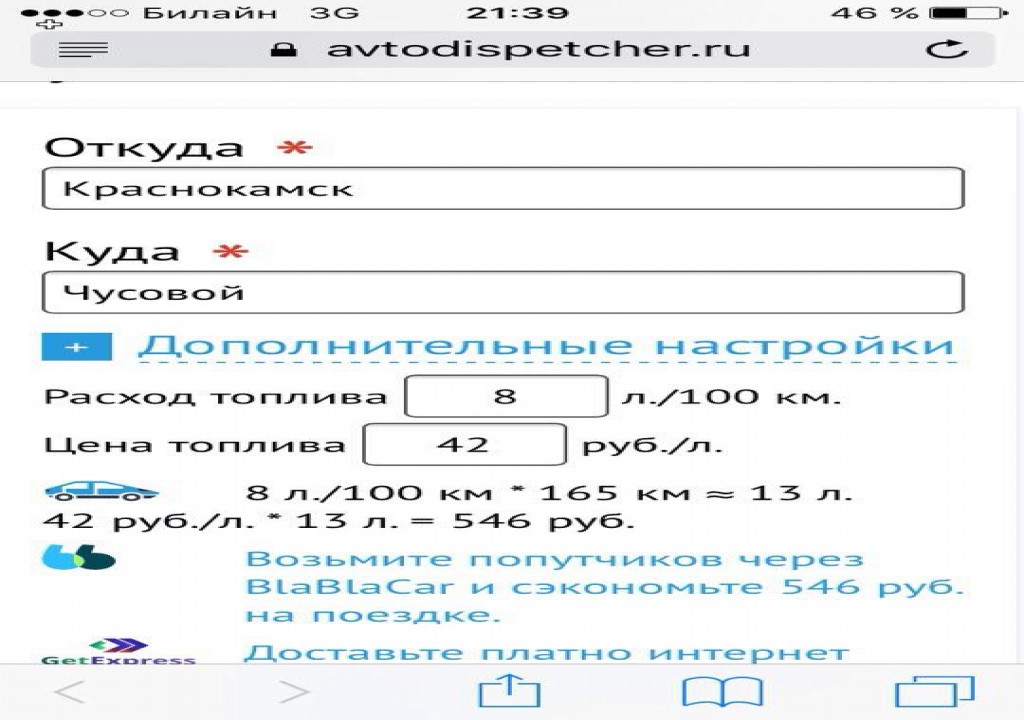 Билайн 3G 21:39 46 %
avtodispetcher.ru
Откуда *
Краснокамск
Куда *
Чусовой
+ Дополнительные настройки
Расход топлива 8 л./100 км.
Цена топлива 42 руб./л.
8 л./100 км * 165 км ≈ 13 л.
42 руб./л. * 13 л. = 546 руб.
Возьмите попутчиков через
BlaBlaCar и сэкономьте 546 руб.
на поездке.
GetExpress Доставьте платно интернет